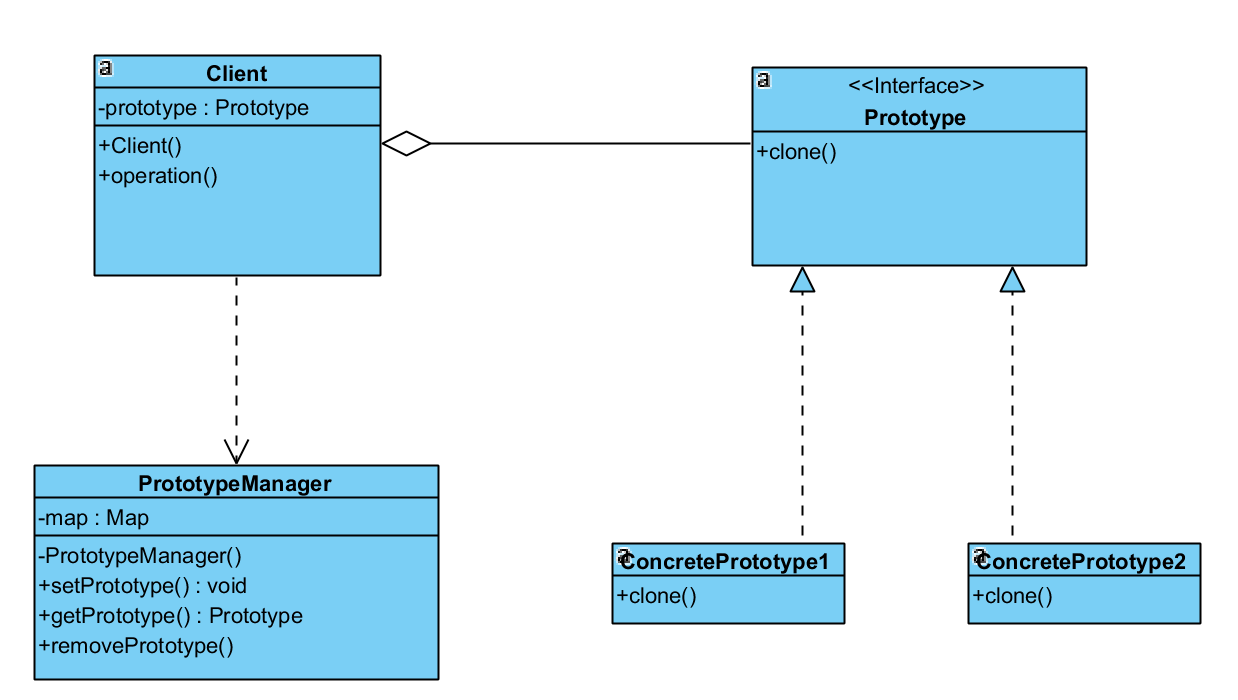 a
Client
-prototype : Prototype
+Client()
+operation()
a
<<Interface>>
Prototype
+clone()
PrototypeManager
-map : Map
-PrototypeManager()
+setPrototype() : void
+getPrototype() : Prototype
+removePrototype()
a
ConcretePrototype1
+clone()
a
ConcretePrototype2
+clone()